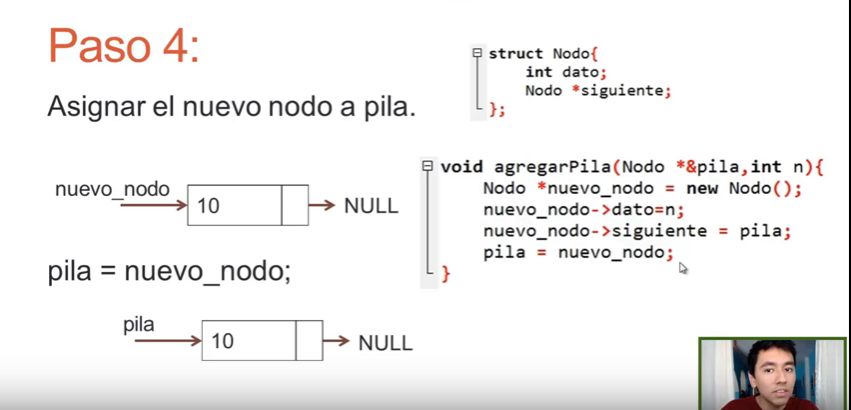 Paso 4:
Asignar el nuevo nodo a pila.
nuevo_nodo
10
NULL
pila = nuevo_nodo;
pila
10
NULL
struct Nodo{
int dato;
Nodo *siguiente;
};
void agregarPila(Nodo *&pila,int n){
Nodo *nuevo_nodo = new Nodo();
nuevo_nodo->dato=n;
nuevo_nodo->siguiente = pila;
pila = nuevo_nodo;
}